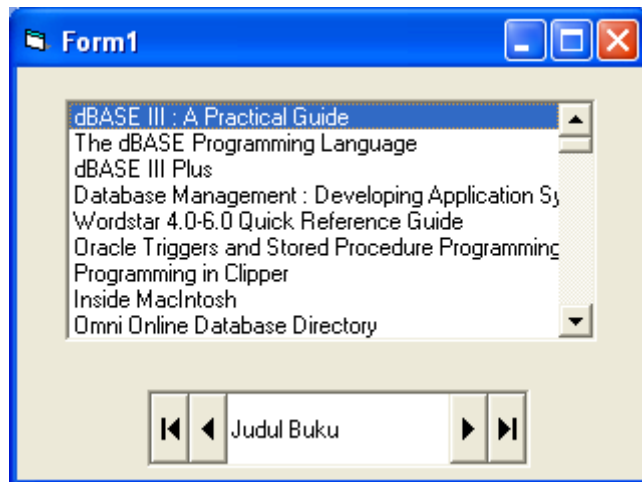 Form1
dBASE III : A Practical Guide
The dBASE Programming Language
dBASE III Plus
Database Management : Developing Application Sy
Wordstar 4.0-6.0 Quick Reference Guide
Oracle Triggers and Stored Procedure Programming
Programming in Clipper
Inside MacIntosh
Omni Online Database Directory
Judul Buku